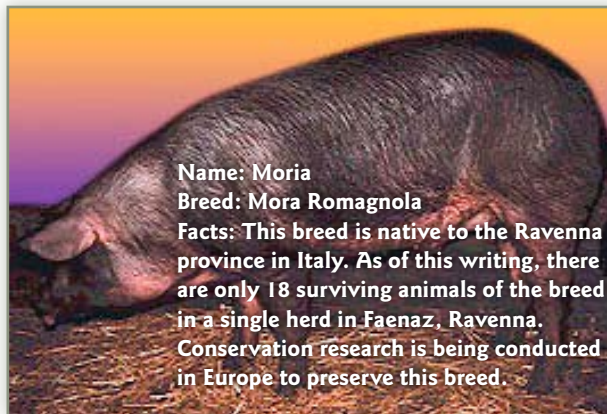 Name: Moria
Breed: Mora Romagnola
Facts: This breed is native to the Ravenna
province in Italy. As of this writing, there
are only 18 surviving animals of the breed
in a single herd in Faenaz, Ravenna.
Conservation research is being conducted
in Europe to preserve this breed.